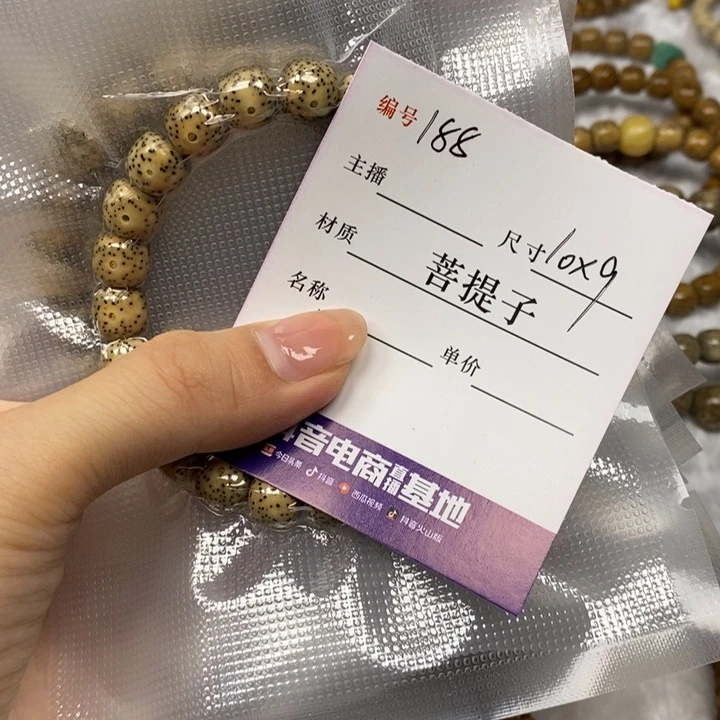 编号 188
主播
尺寸 10x9
材质 菩提子
名称
单价
抖音电商直播基地
今日头条 抖音 西瓜视频 抖音火山版